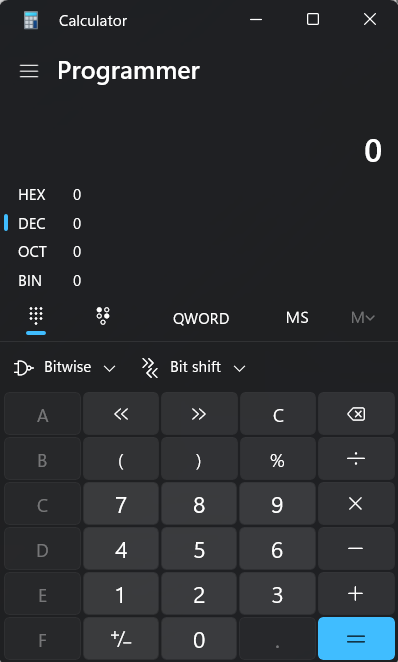 Calculator
Programmer
0
HEX 0
DEC 0
OCT 0
BIN 0
QWORD MS M
Bitwise Bit shift
A « » C
B ( ) % ÷
C 7 8 9 ×
D 4 5 6 −
E 1 2 3 +
F +/− 0 . =